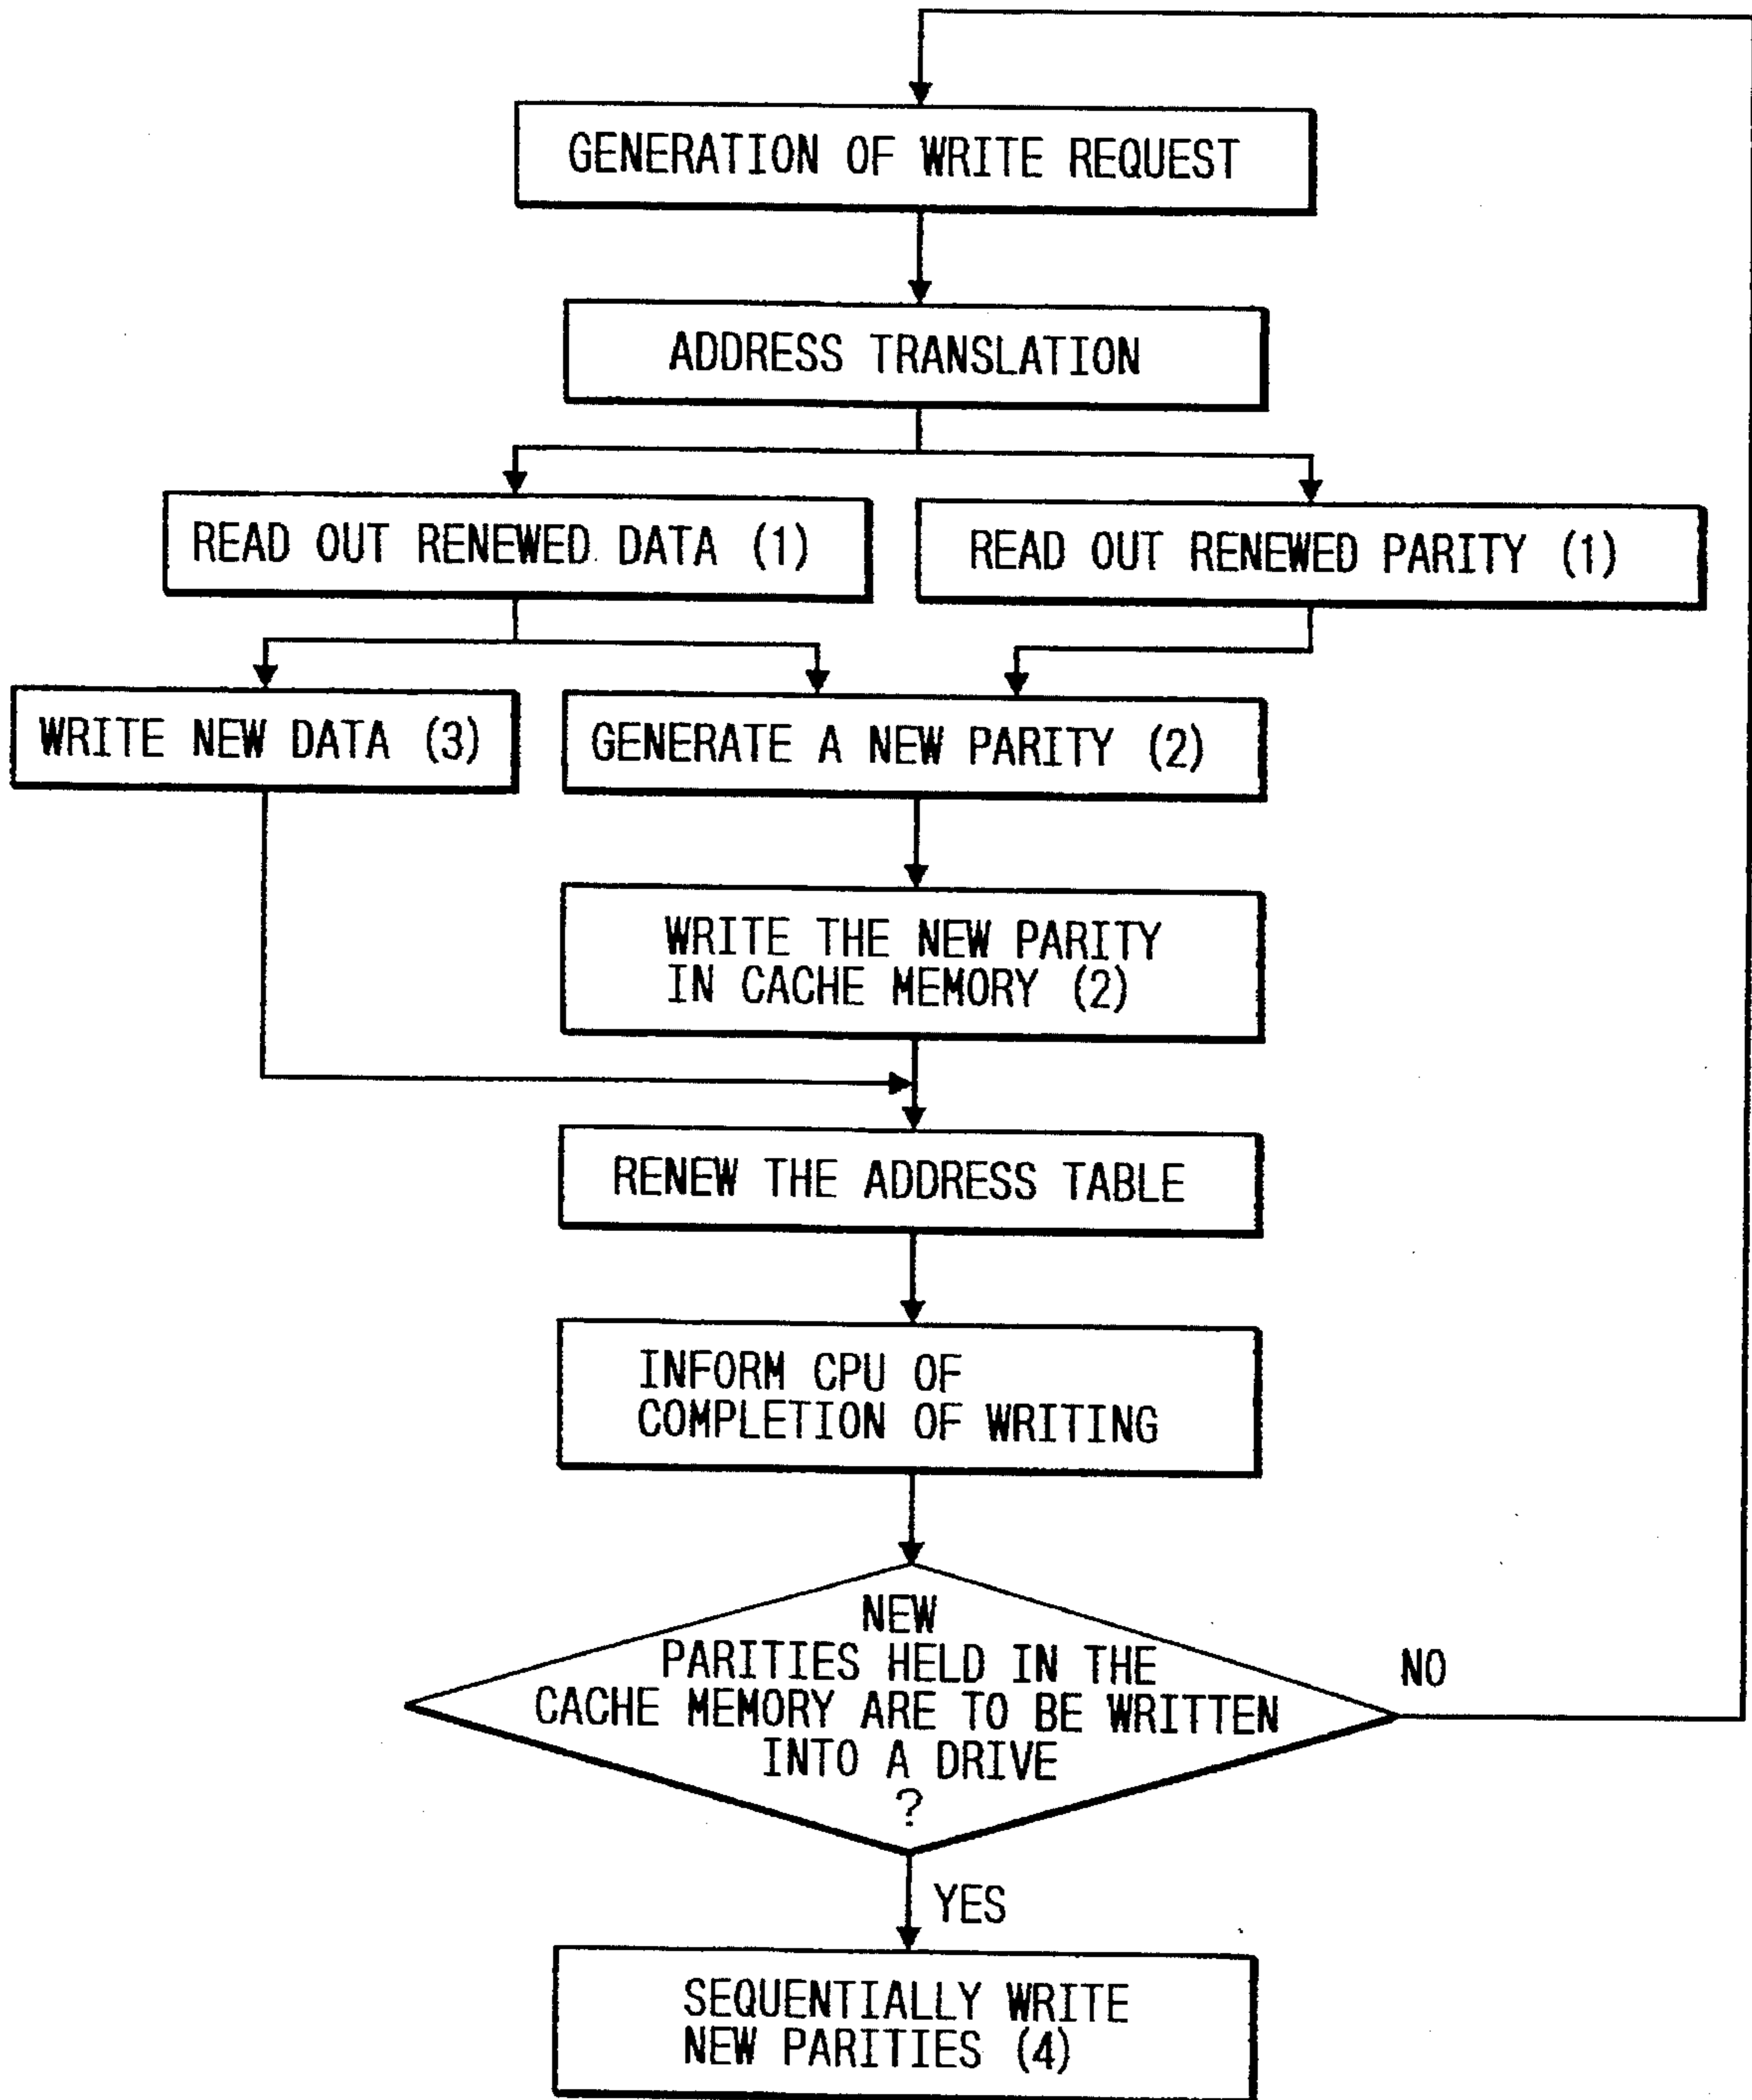 GENERATION OF WRITE REQUEST
ADDRESS TRANSLATION
READ OUT RENEWED DATA (1)
READ OUT RENEWED PARITY (1)
WRITE NEW DATA (3)
GENERATE A NEW PARITY (2)
WRITE THE NEW PARITY
IN CACHE MEMORY (2)
RENEW THE ADDRESS TABLE
INFORM CPU OF
COMPLETION OF WRITING
NEW
PARITIES HELD IN THE
CACHE MEMORY ARE TO BE WRITTEN
INTO A DRIVE
?
NO
YES
SEQUENTIALLY WRITE
NEW PARITIES (4)